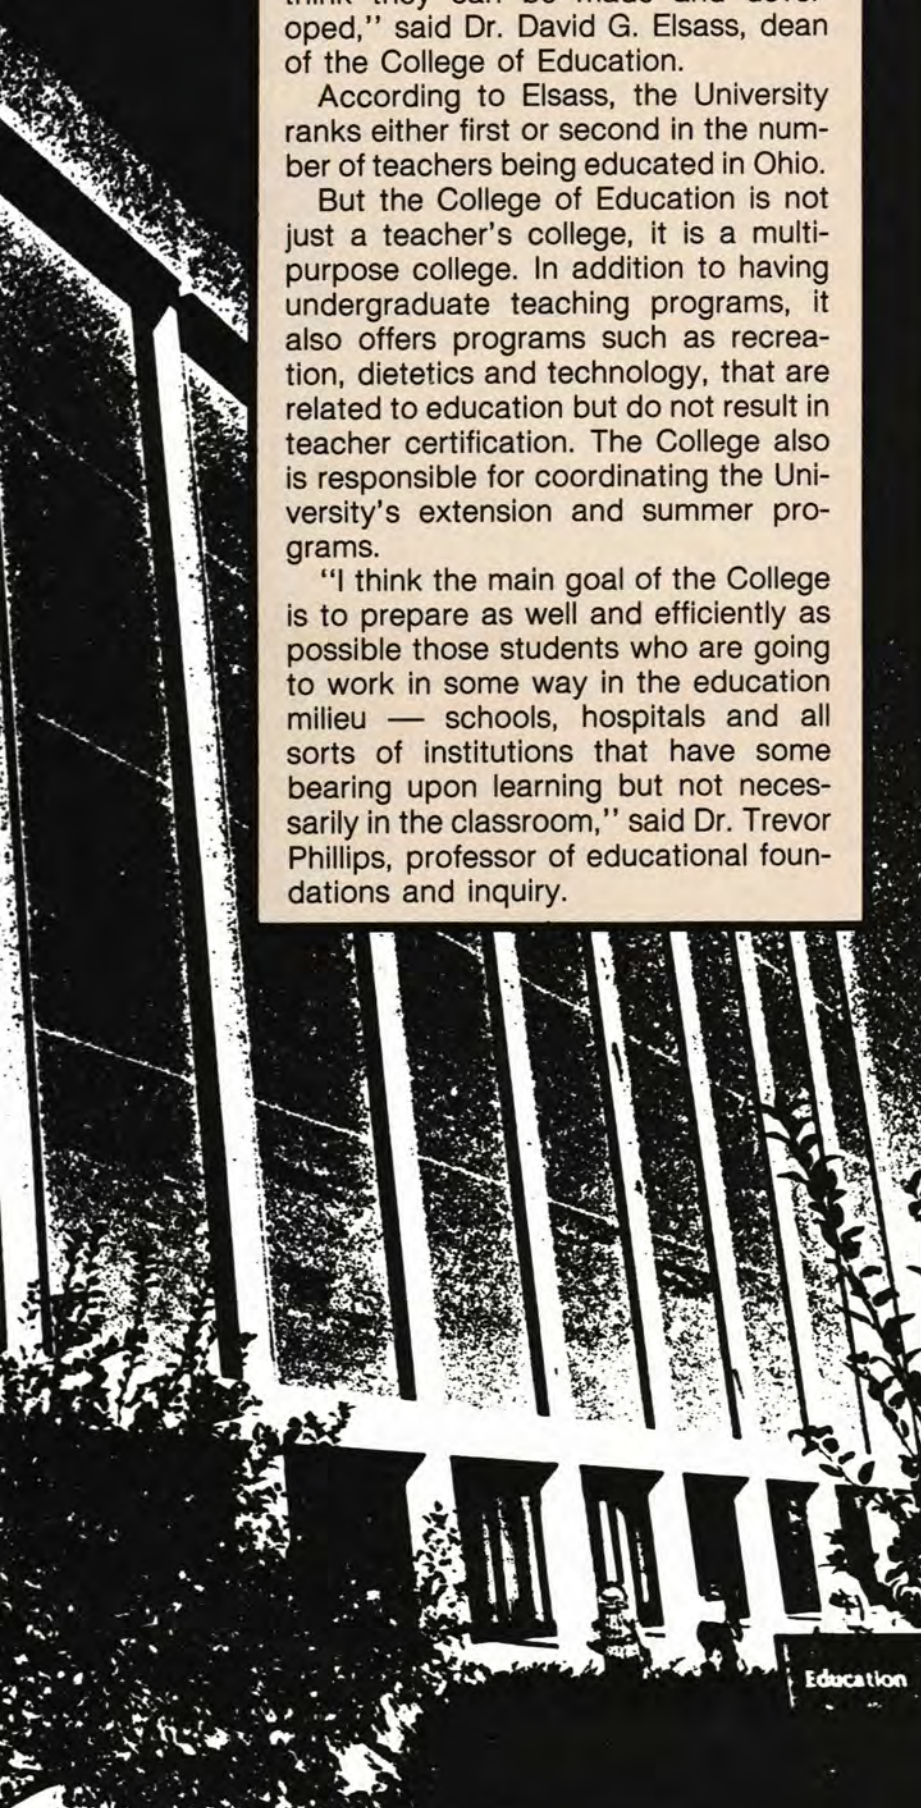 think they can be made and devel-
oped,'' said Dr. David G. Elsass, dean
of the College of Education.
According to Elsass, the University
ranks either first or second in the num-
ber of teachers being educated in Ohio.
But the College of Education is not
just a teacher's college, it is a multi-
purpose college. In addition to having
undergraduate teaching programs, it
also offers programs such as recrea-
tion, dietetics and technology, that are
related to education but do not result in
teacher certification. The College also
is responsible for coordinating the Uni-
versity's extension and summer pro-
grams.
''I think the main goal of the College
is to prepare as well and efficiently as
possible those students who are going
to work in some way in the education
milieu — schools, hospitals and all
sorts of institutions that have some
bearing upon learning but not neces-
sarily in the classroom,'' said Dr. Trevor
Phillips, professor of educational foun-
dations and inquiry.
Education